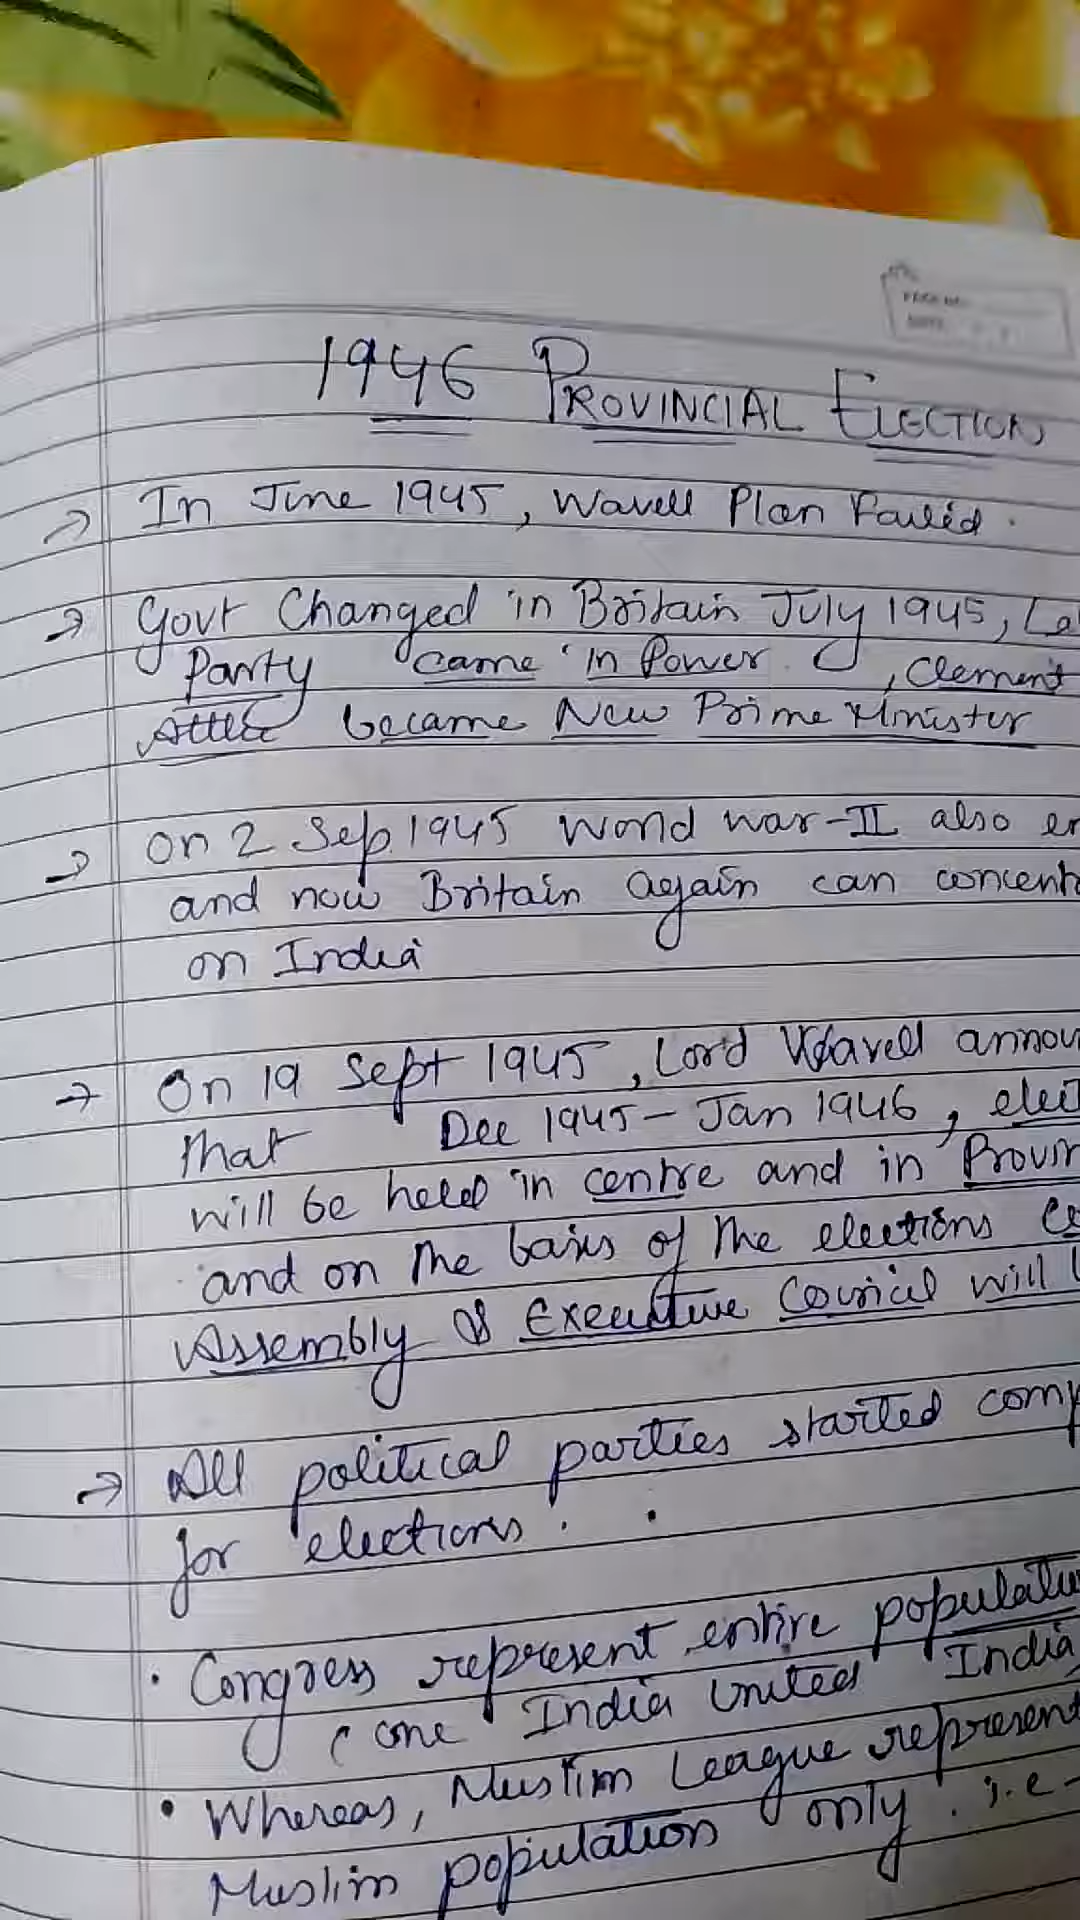 1946 PROVINCIAL ELECTION
→ In June 1945, Wavell Plan Failed.
→ Govt Changed in Britain July 1945,
Party came in Power, Clement
Attlee became New Prime Minister
→ On 2 Sep. 1945 world war-II also
and now Britain again can
on India
→ On 19 Sept 1945, Lord Wavell
that Dec 1945 - Jan 1946,
will be held in centre and in
and on the basis of the elections
Assembly & Executive Council will
→ All political parties started
for elections.
• Congress represent entire
( one India United India,
• Whereas, Muslim League represent
Muslim population only. i.e-